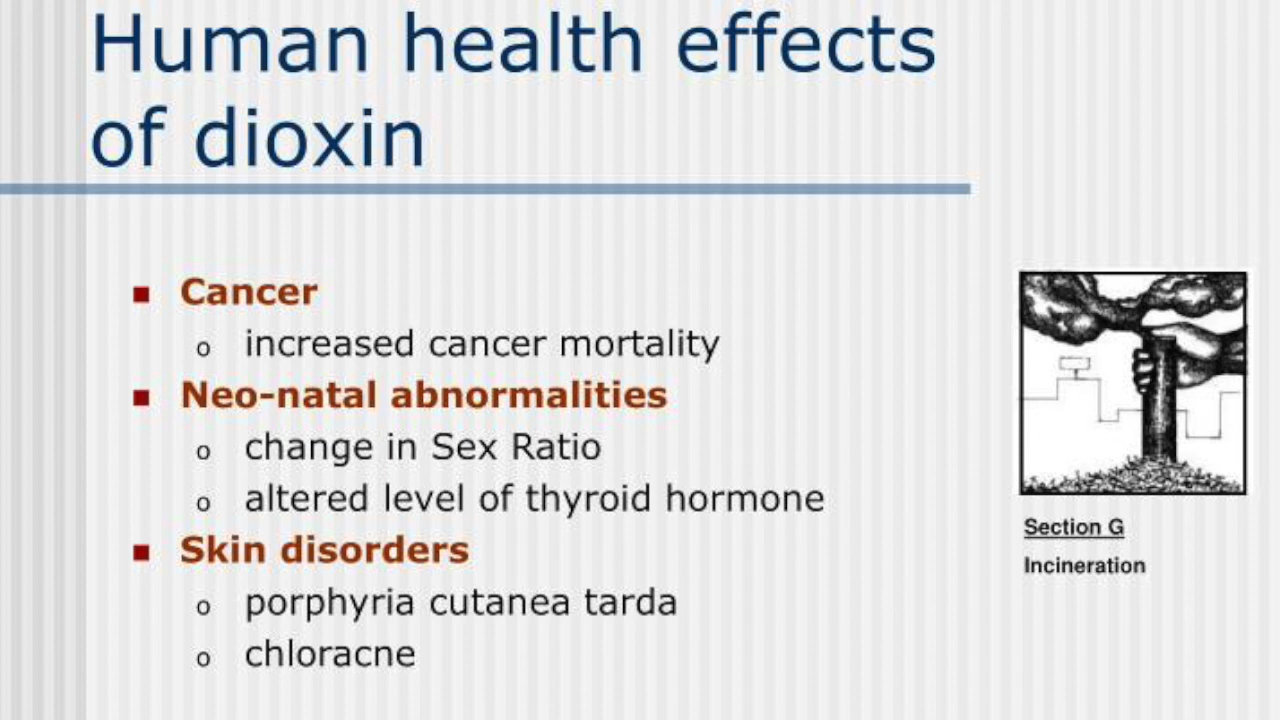 Human health effects
of dioxin
Cancer
o increased cancer mortality
Neo-natal abnormalities
o change in Sex Ratio
o altered level of thyroid hormone
Skin disorders
o porphyria cutanea tarda
o chloracne
Section G
Incineration